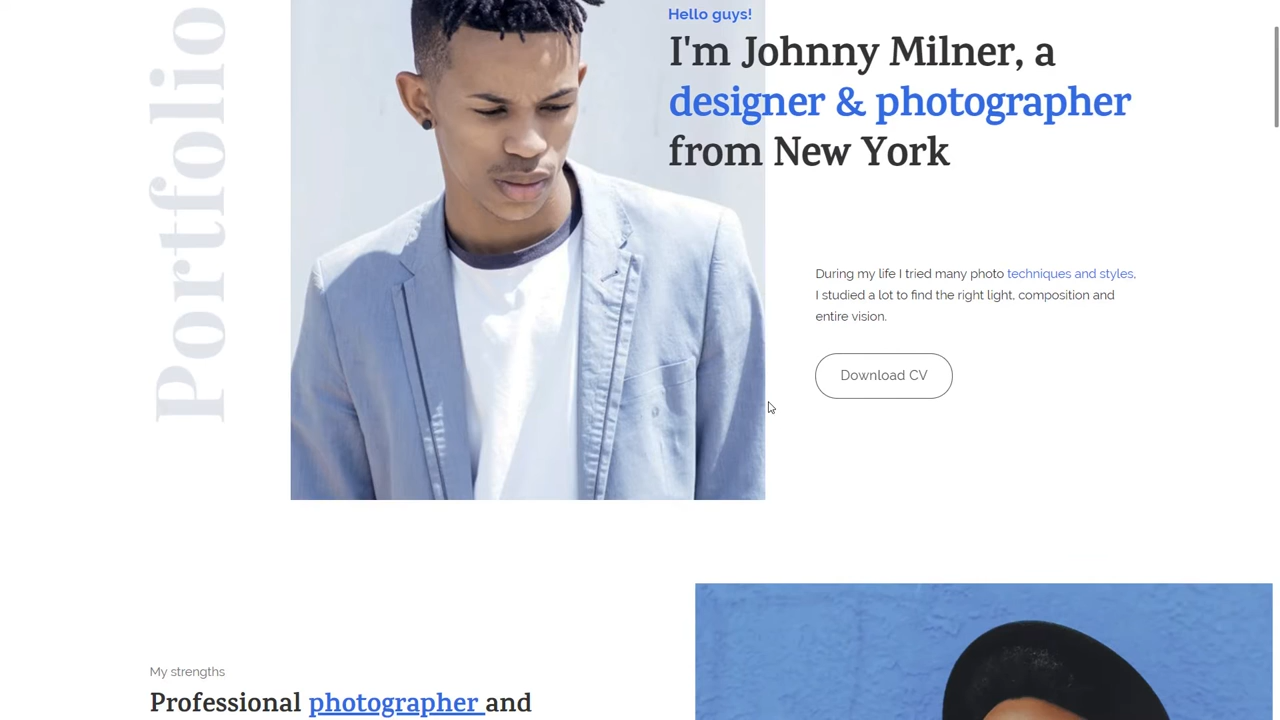 Portfolio
Hello guys!
I'm Johnny Milner, a
designer & photographer
from New York
During my life I tried many photo techniques and styles.
I studied a lot to find the right light, composition and
entire vision.
Download CV
My strengths
Professional photographer and